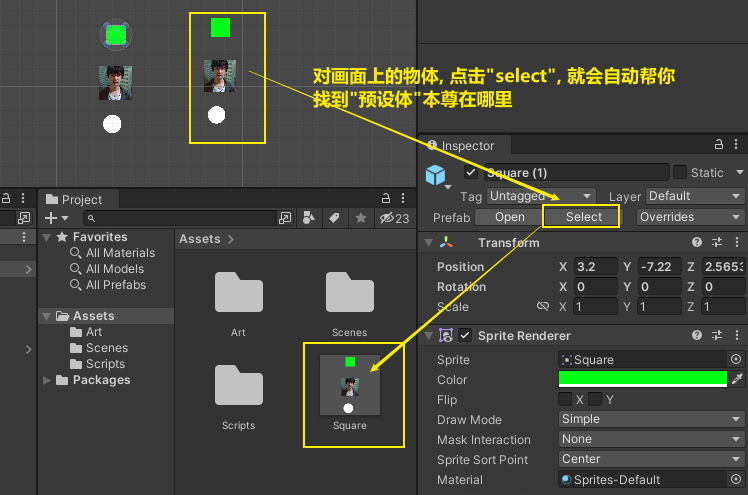 对画面上的物体, 点击"select", 就会自动帮你
找到"预设体"本尊在哪里
Inspector
Square (1)
Static
Tag Untagged Layer Default
Prefab Open Select Overrides
Transform
Position X 3.2 Y -7.22 Z 2.5653
Rotation X 0 Y 0 Z 0
Scale X 1 Y 1 Z 1
Sprite Renderer
Sprite Square
Color
Flip X Y
Draw Mode Simple
Mask Interaction None
Sprite Sort Point Center
Material Sprites-Default
Project
23
Favorites
All Materials
All Models
All Prefabs
Assets
Art
Scenes
Scripts
Packages
Assets
Art
Scenes
Scripts
Square